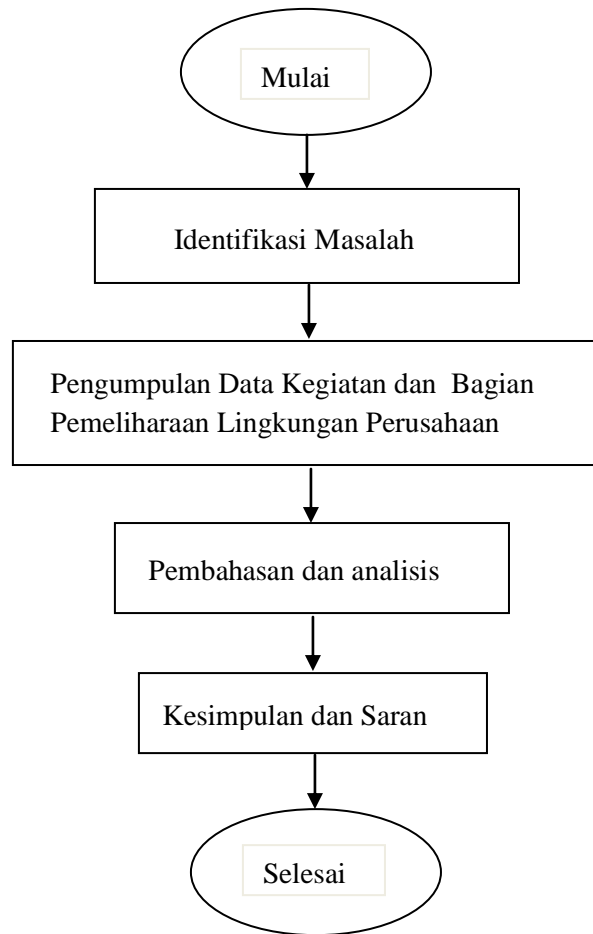 Mulai
Identifikasi Masalah
Pengumpulan Data Kegiatan dan  Bagian
Pemeliharaan Lingkungan Perusahaan
Pembahasan dan analisis
Kesimpulan dan Saran
Selesai